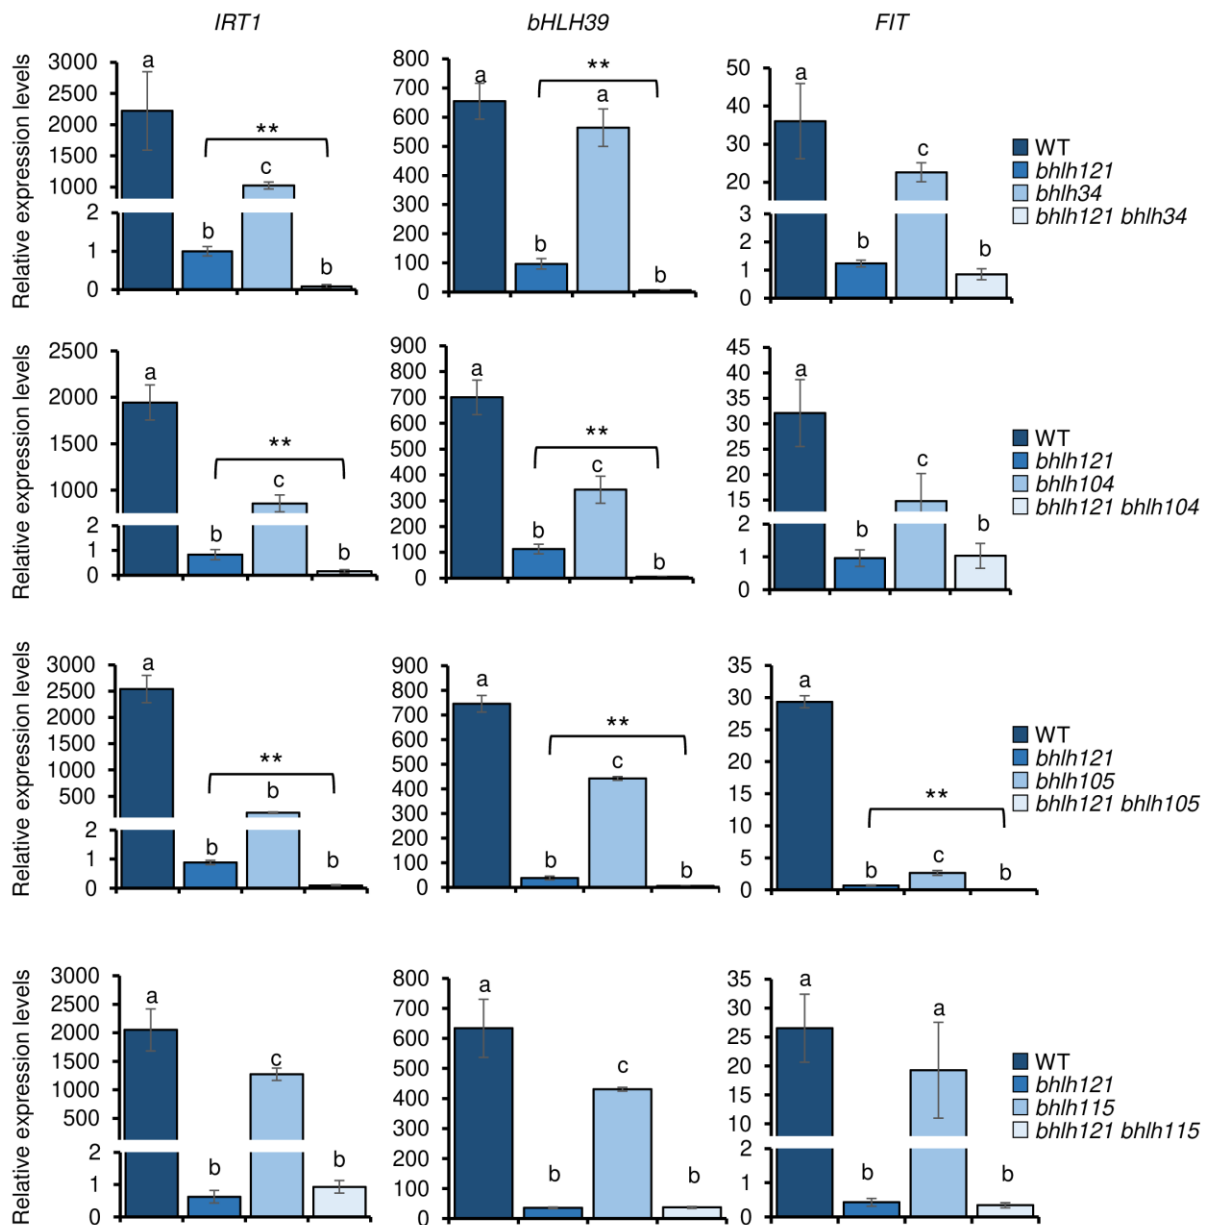 IRT1 bHLH39 FIT
Relative expression levels
3000
2500
2000
1500
1000
2
1
0
a
b
**
c
b
800
700
600
500
400
300
200
100
0
a
b
**
a
b
50
40
30
20
3
2
1
0
a
b
c
b
WT
bhlh121
bhlh34
bhlh121 bhlh34
Relative expression levels
2500
2000
1500
1000
2
1
0
a
b
**
c
b
900
800
700
600
500
400
300
200
100
0
a
b
**
c
b
45
40
35
30
25
20
15
2
1
0
a
b
c
b
WT
bhlh121
bhlh104
bhlh121 bhlh104
Relative expression levels
3000
2500
2000
1500
1000
500
2
1
0
a
b
**
b
b
900
800
700
600
500
400
300
200
100
0
a
b
**
c
b
35
30
25
20
15
10
5
0
a
b
**
c
b
WT
bhlh121
bhlh105
bhlh121 bhlh105
Relative expression levels
3000
2500
2000
1500
1000
500
2
1
0
a
b
c
b
800
700
600
500
400
300
200
100
0
a
b
c
b
35
30
25
20
15
10
2
1
0
a
b
a
b
WT
bhlh121
bhlh115
bhlh121 bhlh115